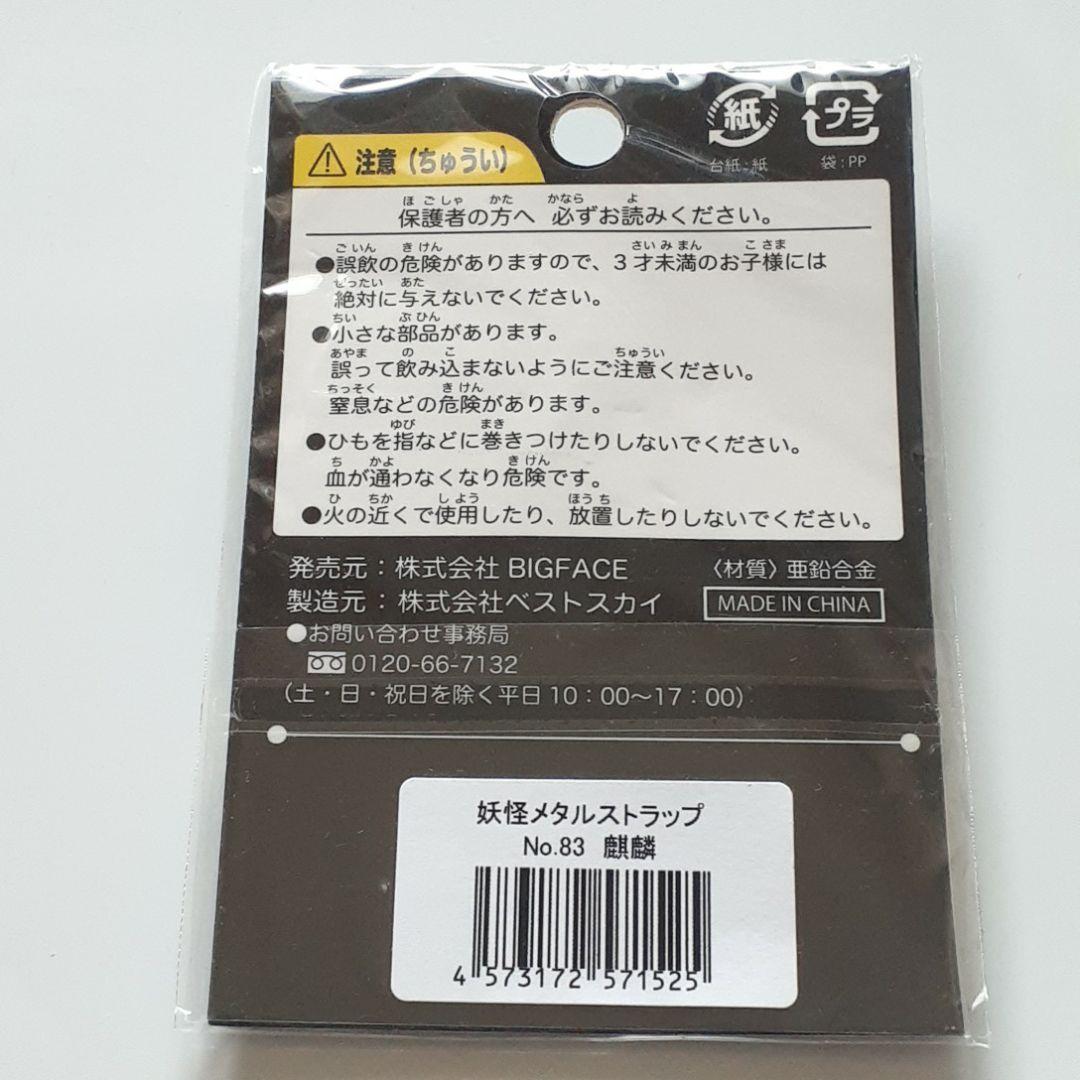 紙
プラ
台紙:紙
袋:PP
注意(ちゅうい)
ほごしゃ かた かなら よ
保護者の方へ 必ずお読みください。
ごいん きけん さいみまん こさま
●誤飲の危険がありますので、3才未満のお子様には
ぜったい あた
絶対に与えないでください。
ちい ぶひん
●小さな部品があります。
あやま の こ ちゅうい
誤って飲み込まないようにご注意ください。
ちっそく きけん
窒息などの危険があります。
ゆび まき
●ひもを指などに巻きつけたりしないでください。
ち かよ きけん
血が通わなくなり危険です。
ひ ちか しよう ほうち
●火の近くで使用したり、放置したりしないでください。
発売元:株式会社 BIGFACE
〈材質〉亜鉛合金
製造元:株式会社ベストスカイ
MADE IN CHINA
●お問い合わせ事務局
0120-66-7132
(土・日・祝日を除く平日10:00〜17:00)
妖怪メタルストラップ
No.83 麒麟
4 573172 571525